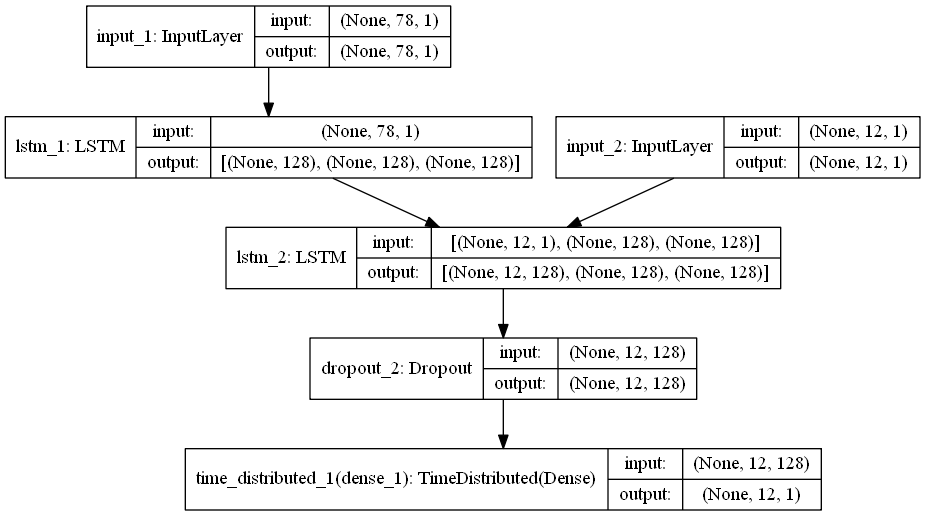 input_1: InputLayer
input: (None, 78, 1)
output: (None, 78, 1)
lstm_1: LSTM
input: (None, 78, 1)
output: [(None, 128), (None, 128), (None, 128)]
input_2: InputLayer
input: (None, 12, 1)
output: (None, 12, 1)
lstm_2: LSTM
input: [(None, 12, 1), (None, 128), (None, 128)]
output: [(None, 12, 128), (None, 128), (None, 128)]
dropout_2: Dropout
input: (None, 12, 128)
output: (None, 12, 128)
time_distributed_1(dense_1): TimeDistributed(Dense)
input: (None, 12, 128)
output: (None, 12, 1)